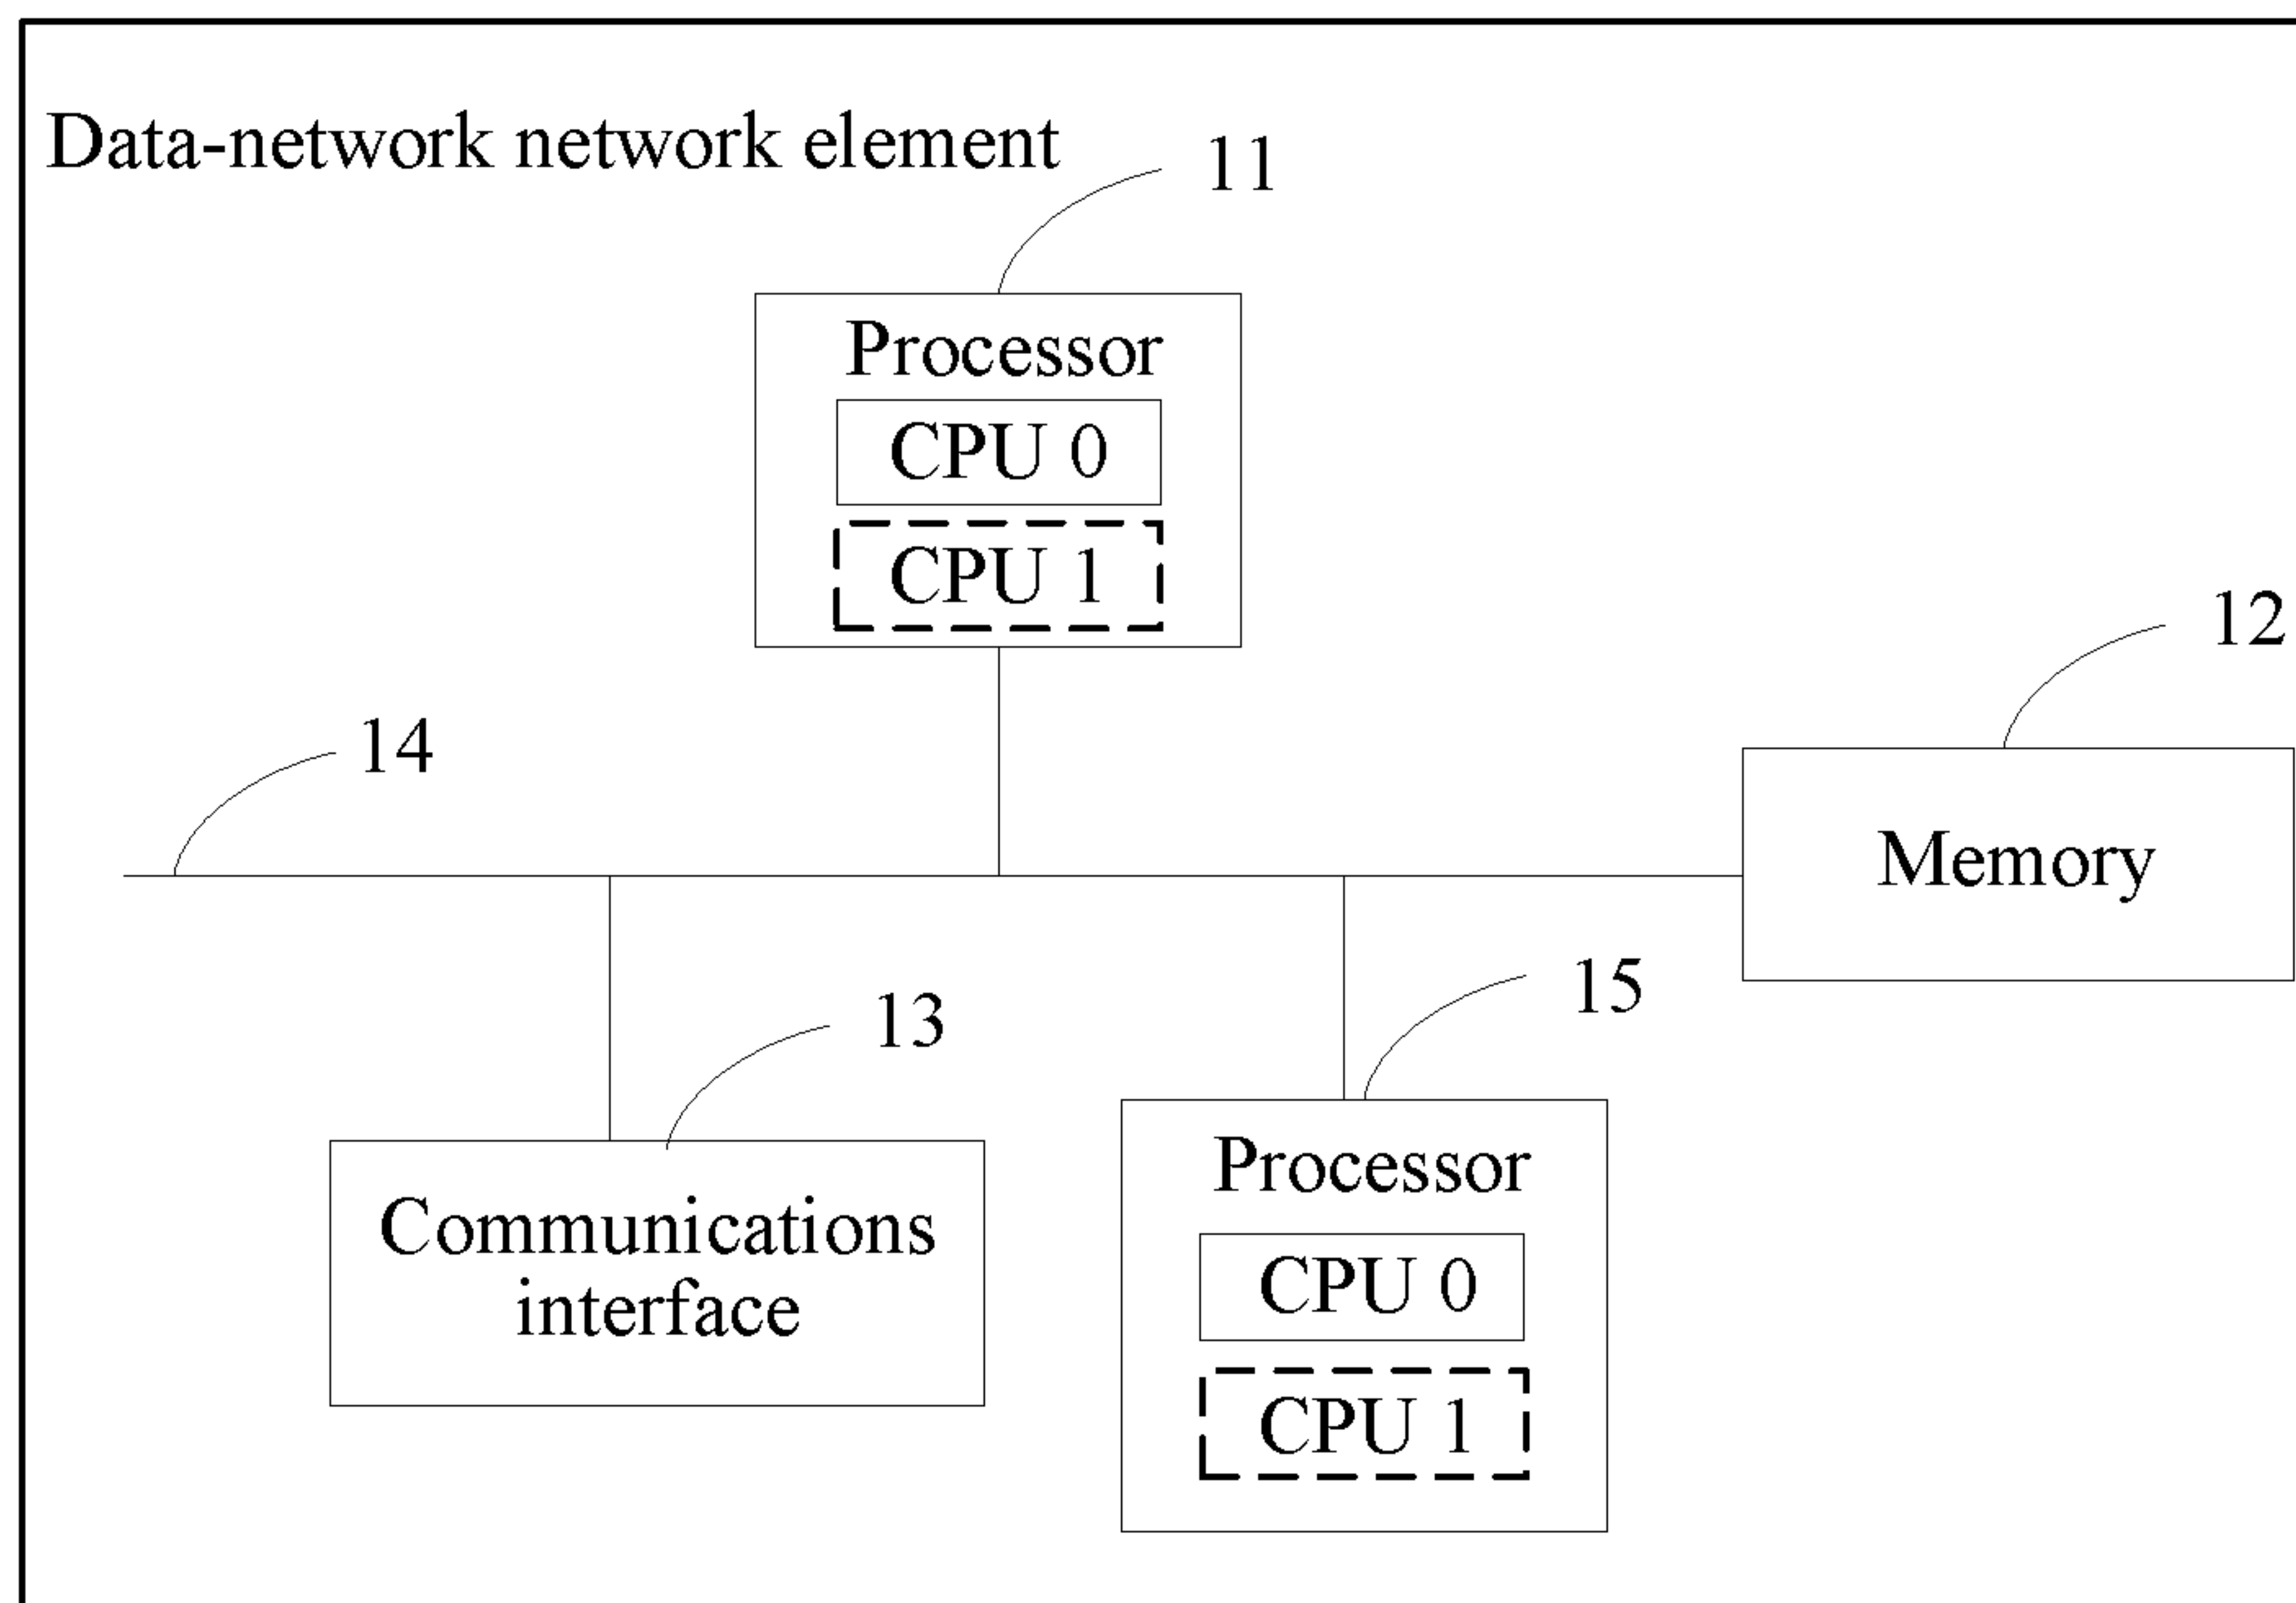 Data-network network element
11
Processor
CPU 0
CPU 1
12
14
Memory
15
13
Processor
Communications
interface
CPU 0
CPU 1